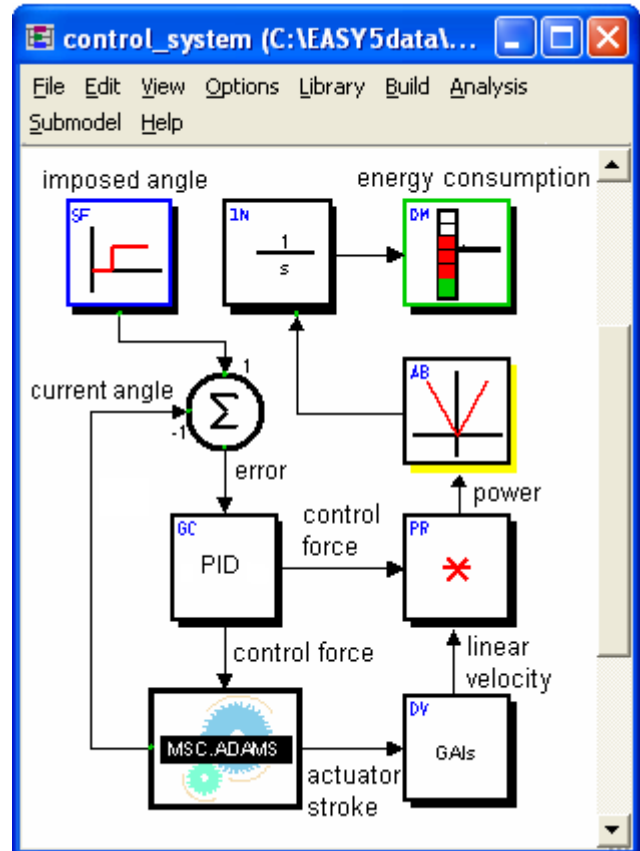 control_system (C:\EASY5data\...
File Edit View Options Library Build Analysis
Submodel Help
imposed angle
energy consumption
SF
IN
1
s
DM
current angle
1
Σ
-1
AB
error
power
GC
PID
control
force
PR
*
control force
linear
velocity
MSC.ADAMS
DV
GAIs
actuator
stroke